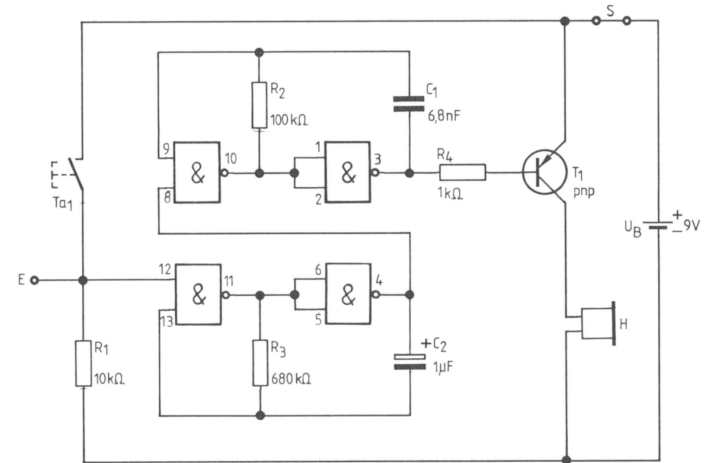 S
9
&
10
R2
100kΩ
1
&
3
2
C1
6,8nF
R4
1kΩ
T1
pnp
Ta1
8
UB
+
−
9V
E
12
&
11
13
6
&
4
5
R1
10kΩ
R3
680kΩ
+
C2
1µF
H